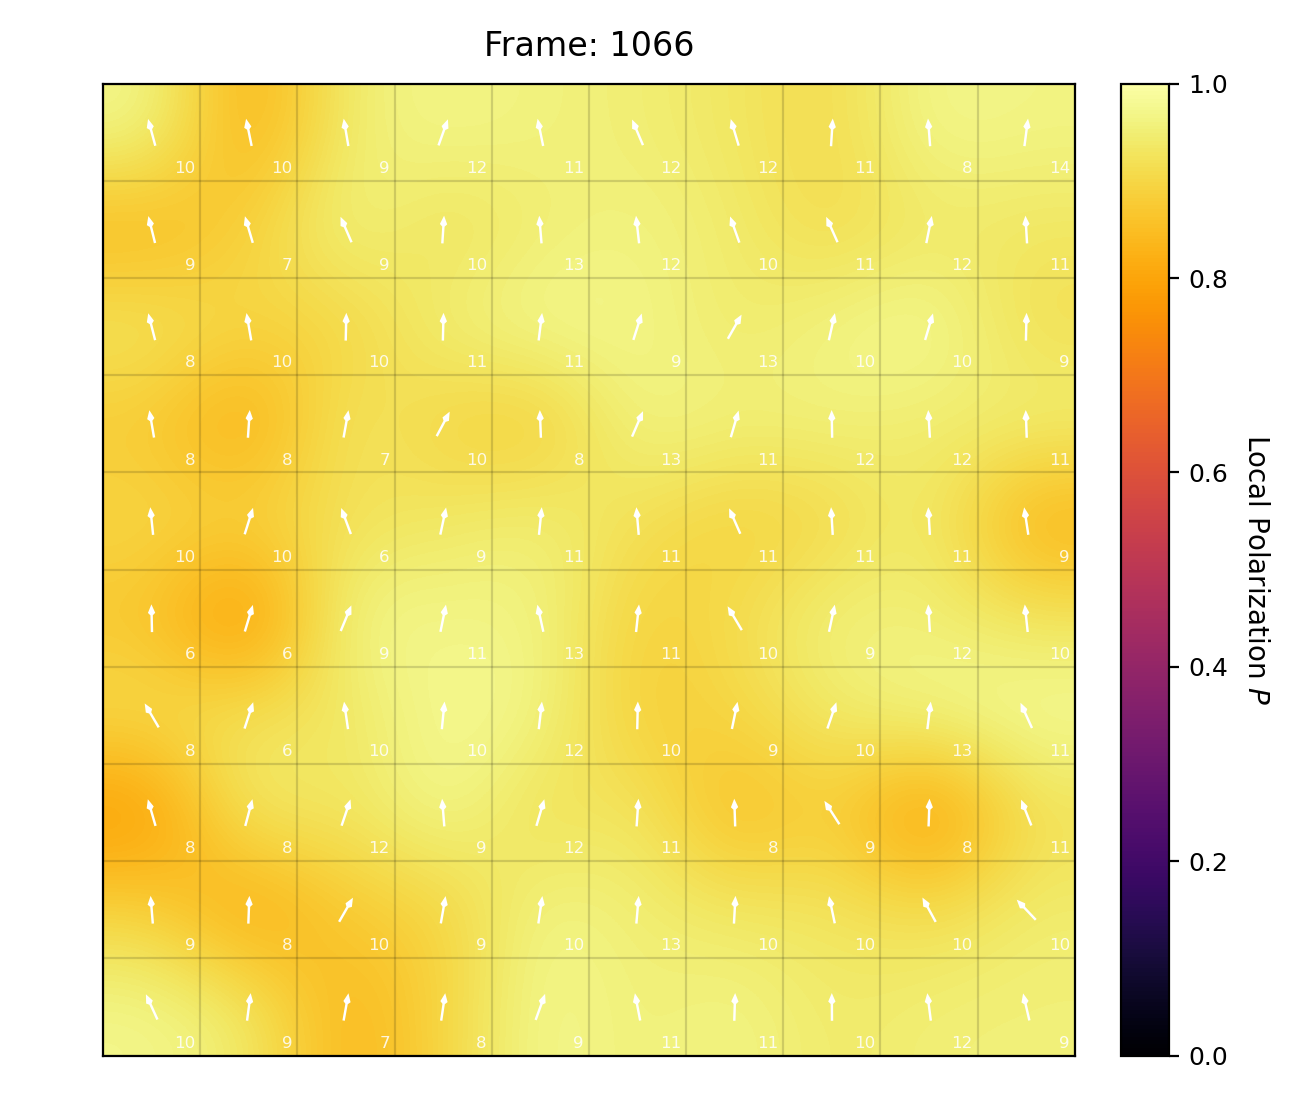 Frame: 1066
10 10 9 12 11 12 12 11 8 14
9 7 9 10 13 12 10 11 12 11
8 10 10 11 11 9 13 10 10 9
8 8 7 10 8 13 11 12 12 11
10 10 6 9 11 11 11 11 11 9
6 6 9 11 13 11 10 9 12 10
8 6 10 10 12 10 9 10 13 11
8 8 12 9 12 11 8 9 8 11
9 8 10 9 10 13 10 10 10 10
10 9 7 8 9 11 11 10 12 9
1.0
0.8
0.6
0.4
0.2
0.0
Local Polarization P